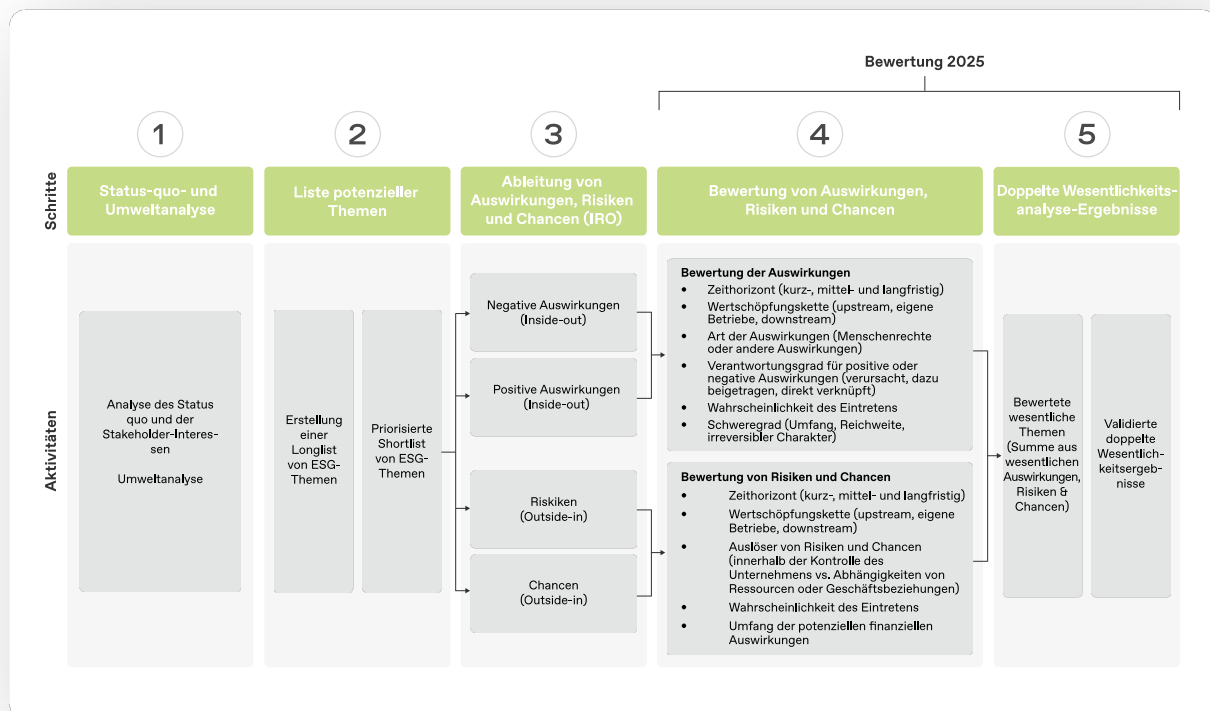 Bewertung 2025
1
2
3
4
5
Schritte
Status-quo- und
Umweltanalyse
Liste potenzieller
Themen
Ableitung von
Auswirkungen, Risiken
und Chancen (IRO)
Bewertung von Auswirkungen,
Risiken und Chancen
Doppelte Wesentlichkeits-
analyse-Ergebnisse
Aktivitäten
Analyse des Status
quo und der
Stakeholder-Interes-
sen
Umweltanalyse
Erstellung
einer
Longlist
von ESG-
Themen
Priorisierte
Shortlist
von ESG-
Themen
Negative Auswirkungen
(Inside-out)
Positive Auswirkungen
(Inside-out)
Riskiken
(Outside-in)
Chancen
(Outside-in)
Bewertung der Auswirkungen
• Zeithorizont (kurz-, mittel- und langfristig)
• Wertschöpfungskette (upstream, eigene
Betriebe, downstream)
• Art der Auswirkungen (Menschenrechte
oder andere Auswirkungen)
• Verantwortungsgrad für positive oder
negative Auswirkungen (verursacht, dazu
beigetragen, direkt verknüpft)
• Wahrscheinlichkeit des Eintretens
• Schweregrad (Umfang, Reichweite,
irreversibler Charakter)
Bewertung von Risiken und Chancen
• Zeithorizont (kurz-, mittel- und langfristig)
• Wertschöpfungskette (upstream, eigene
Betriebe, downstream)
• Auslöser von Risiken und Chancen
(innerhalb der Kontrolle des
Unternehmens vs. Abhängigkeiten von
Ressourcen oder Geschäftsbeziehungen)
• Wahrscheinlichkeit des Eintretens
• Umfang der potenziellen finanziellen
Auswirkungen
Bewertete
wesentliche
Themen
(Summe aus
wesentlichen
Auswirkungen,
Risiken &
Chancen)
Validierte
doppelte
Wesentlich-
keitsergeb-
nisse